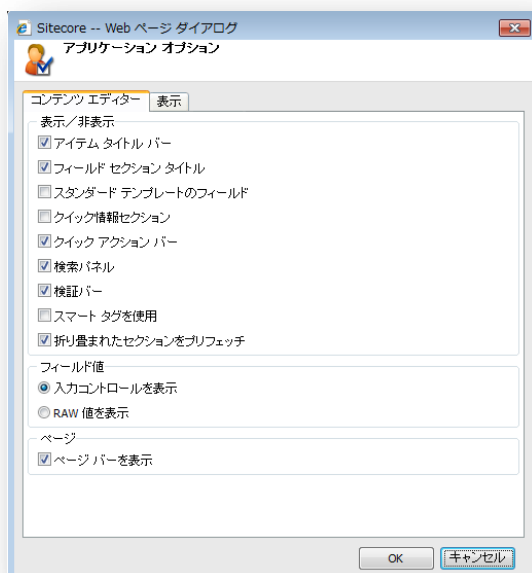 Sitecore -- Web ページ ダイアログ
アプリケーション オプション
コンテンツ エディター 表示
表示／非表示
アイテム タイトル バー
フィールド セクション タイトル
スタンダード テンプレートのフィールド
クイック情報セクション
クイック アクション バー
検索パネル
検証バー
スマート タグを使用
折り畳まれたセクションをプリフェッチ
フィールド値
入力コントロールを表示
RAW 値を表示
ページ
ページ バーを表示
OK キャンセル